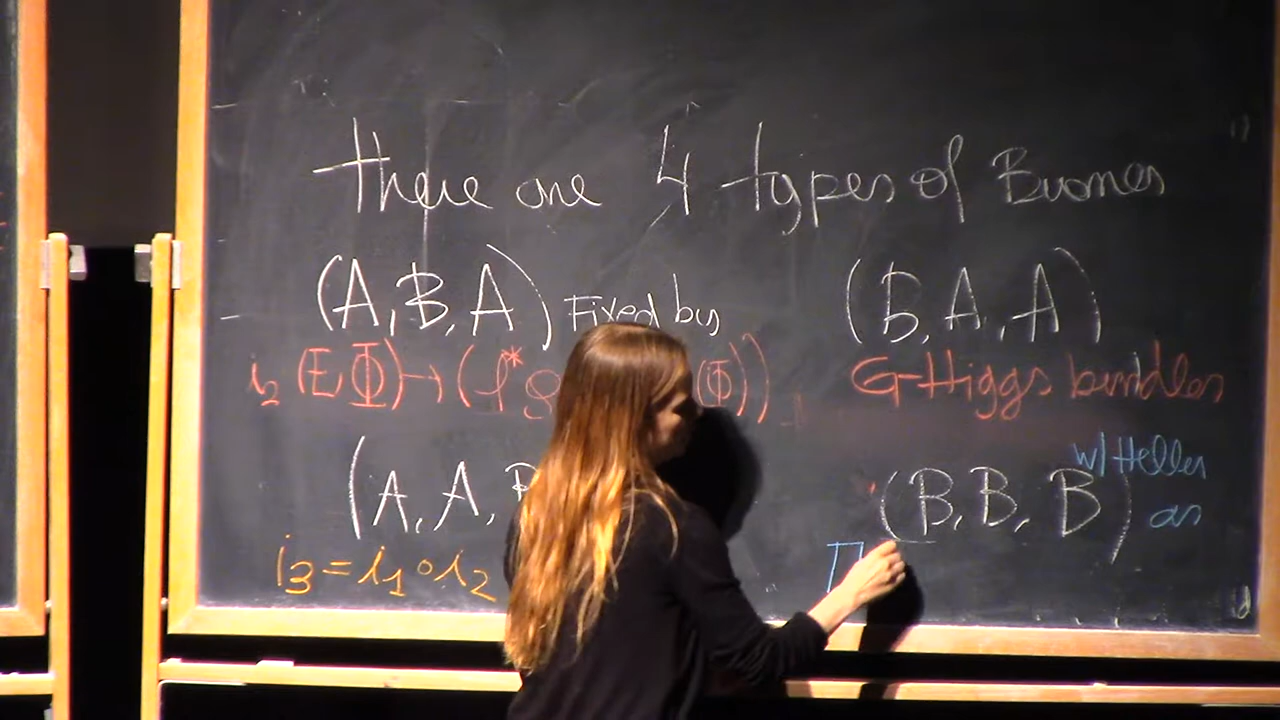 there are 4 types of Branes
(A, B, A) Fixed by
(B, A, A)
i₂ (E, Φ) → (f* (Φ))
G-Higgs bundles
(A, A, B
w/ Heller
(B, B, B) as
i₃ = i₁ ∘ i₂